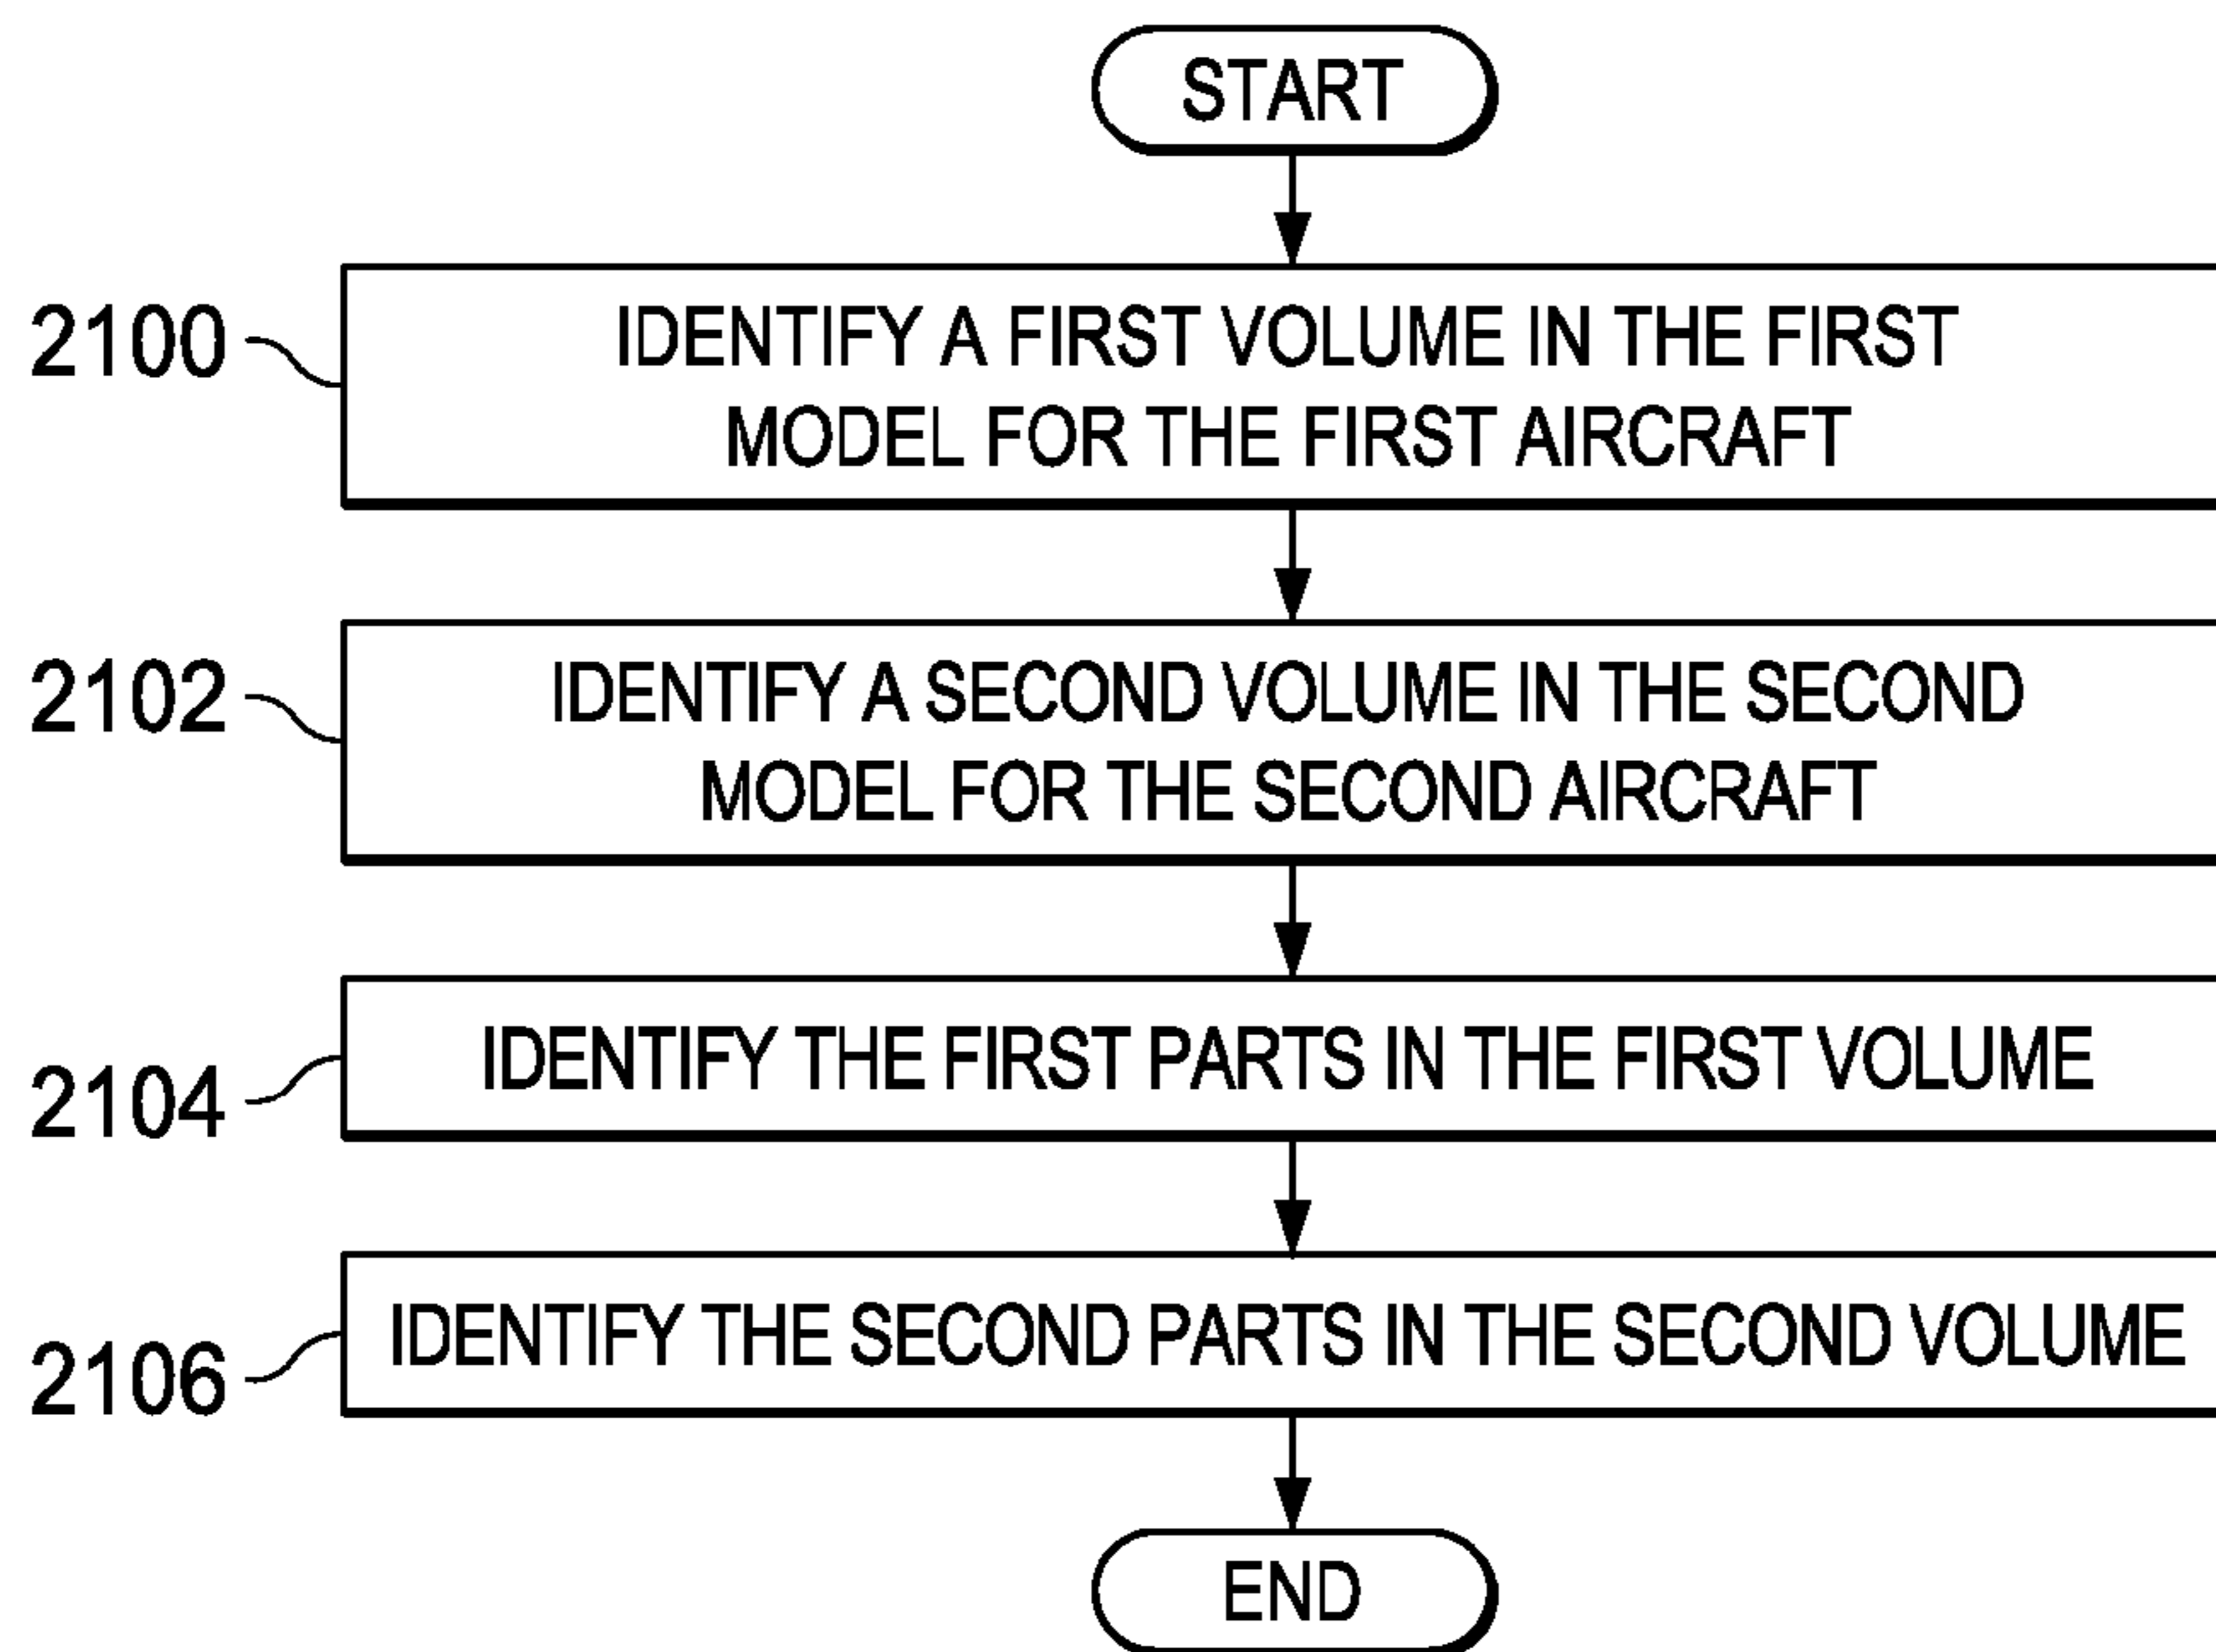 START
2100
IDENTIFY A FIRST VOLUME IN THE FIRST
MODEL FOR THE FIRST AIRCRAFT
2102
IDENTIFY A SECOND VOLUME IN THE SECOND
MODEL FOR THE SECOND AIRCRAFT
2104
IDENTIFY THE FIRST PARTS IN THE FIRST VOLUME
2106
IDENTIFY THE SECOND PARTS IN THE SECOND VOLUME
END